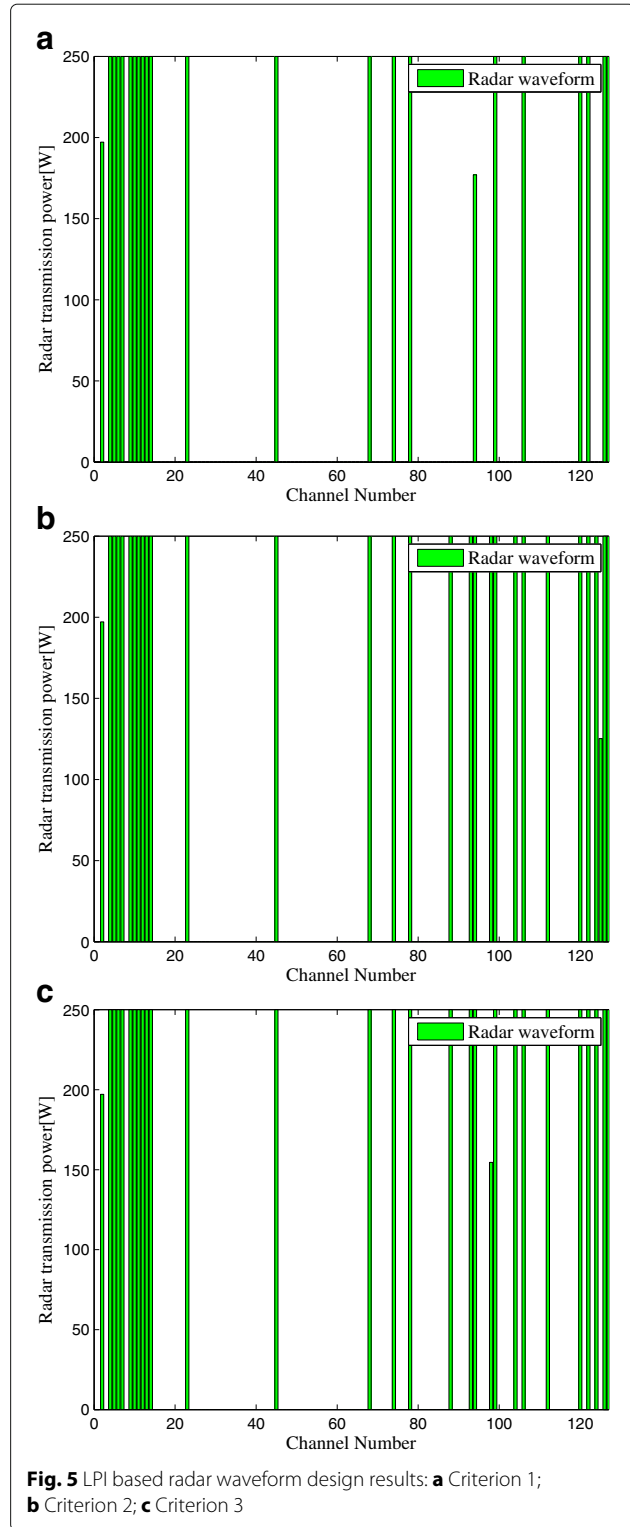 a
250
200
150
100
50
0
Radar transmission power[W]
Radar waveform
0 20 40 60 80 100 120
Channel Number
b
250
200
150
100
50
0
Radar transmission power[W]
Radar waveform
0 20 40 60 80 100 120
Channel Number
c
250
200
150
100
50
0
Radar transmission power[W]
Radar waveform
0 20 40 60 80 100 120
Channel Number
Fig. 5 LPI based radar waveform design results: a Criterion 1;
b Criterion 2; c Criterion 3